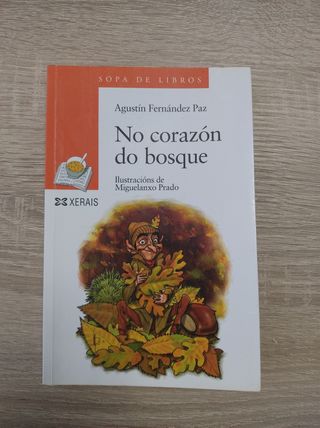 SOPA DE LIBROS
Agustín Fernández Paz
No corazón
do bosque
Ilustracións de
Miguelanxo Prado
XERAIS